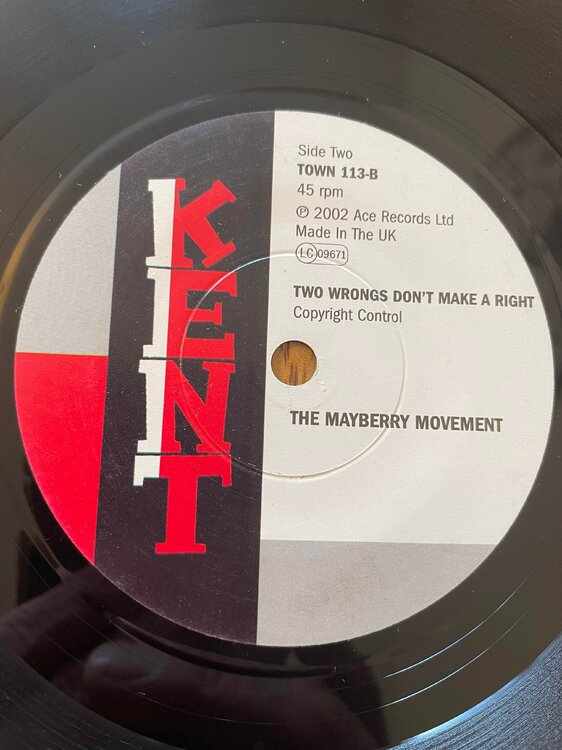 KENT
Side Two
TOWN 113-B
45 rpm
℗ 2002 Ace Records Ltd
Made In The UK
LC 09671
TWO WRONGS DON'T MAKE A RIGHT
Copyright Control
THE MAYBERRY MOVEMENT